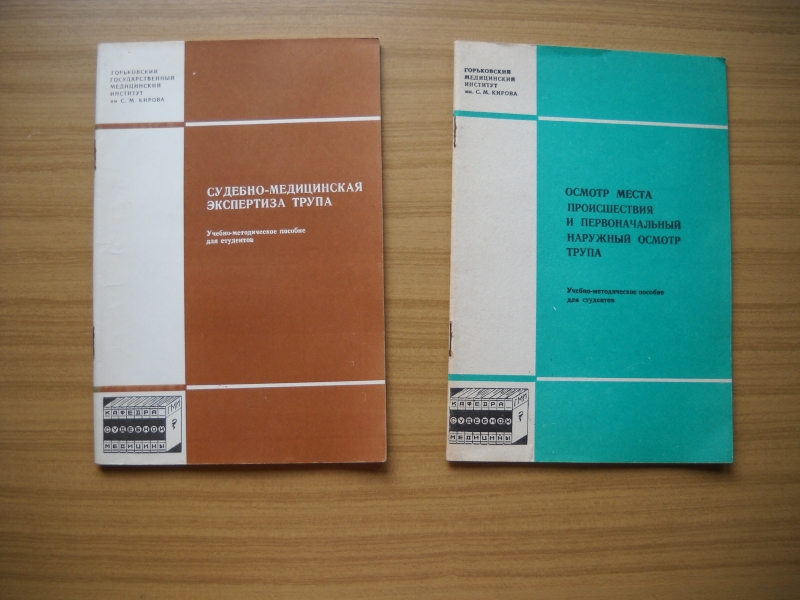 ГОРЬКОВСКИЙ
ГОСУДАРСТВЕННЫЙ
МЕДИЦИНСКИЙ
ИНСТИТУТ
им С. М. КИРОВА
СУДЕБНО-МЕДИЦИНСКАЯ
ЭКСПЕРТИЗА ТРУПА
Учебно-методическое пособие
для студентов
КАФЕДРА
СУДЕБНОЙ
МЕДИЦИНЫ
ГМИ
ГОРЬКОВСКИЙ
МЕДИЦИНСКИЙ
ИНСТИТУТ
им. С. М. КИРОВА
ОСМОТР МЕСТА
ПРОИСШЕСТВИЯ
И ПЕРВОНАЧАЛЬНЫЙ
НАРУЖНЫЙ ОСМОТР
ТРУПА
Учебно-методическое пособие
для студентов
КАФЕДРА
СУДЕБНОЙ
МЕДИЦИНЫ
ГМИ